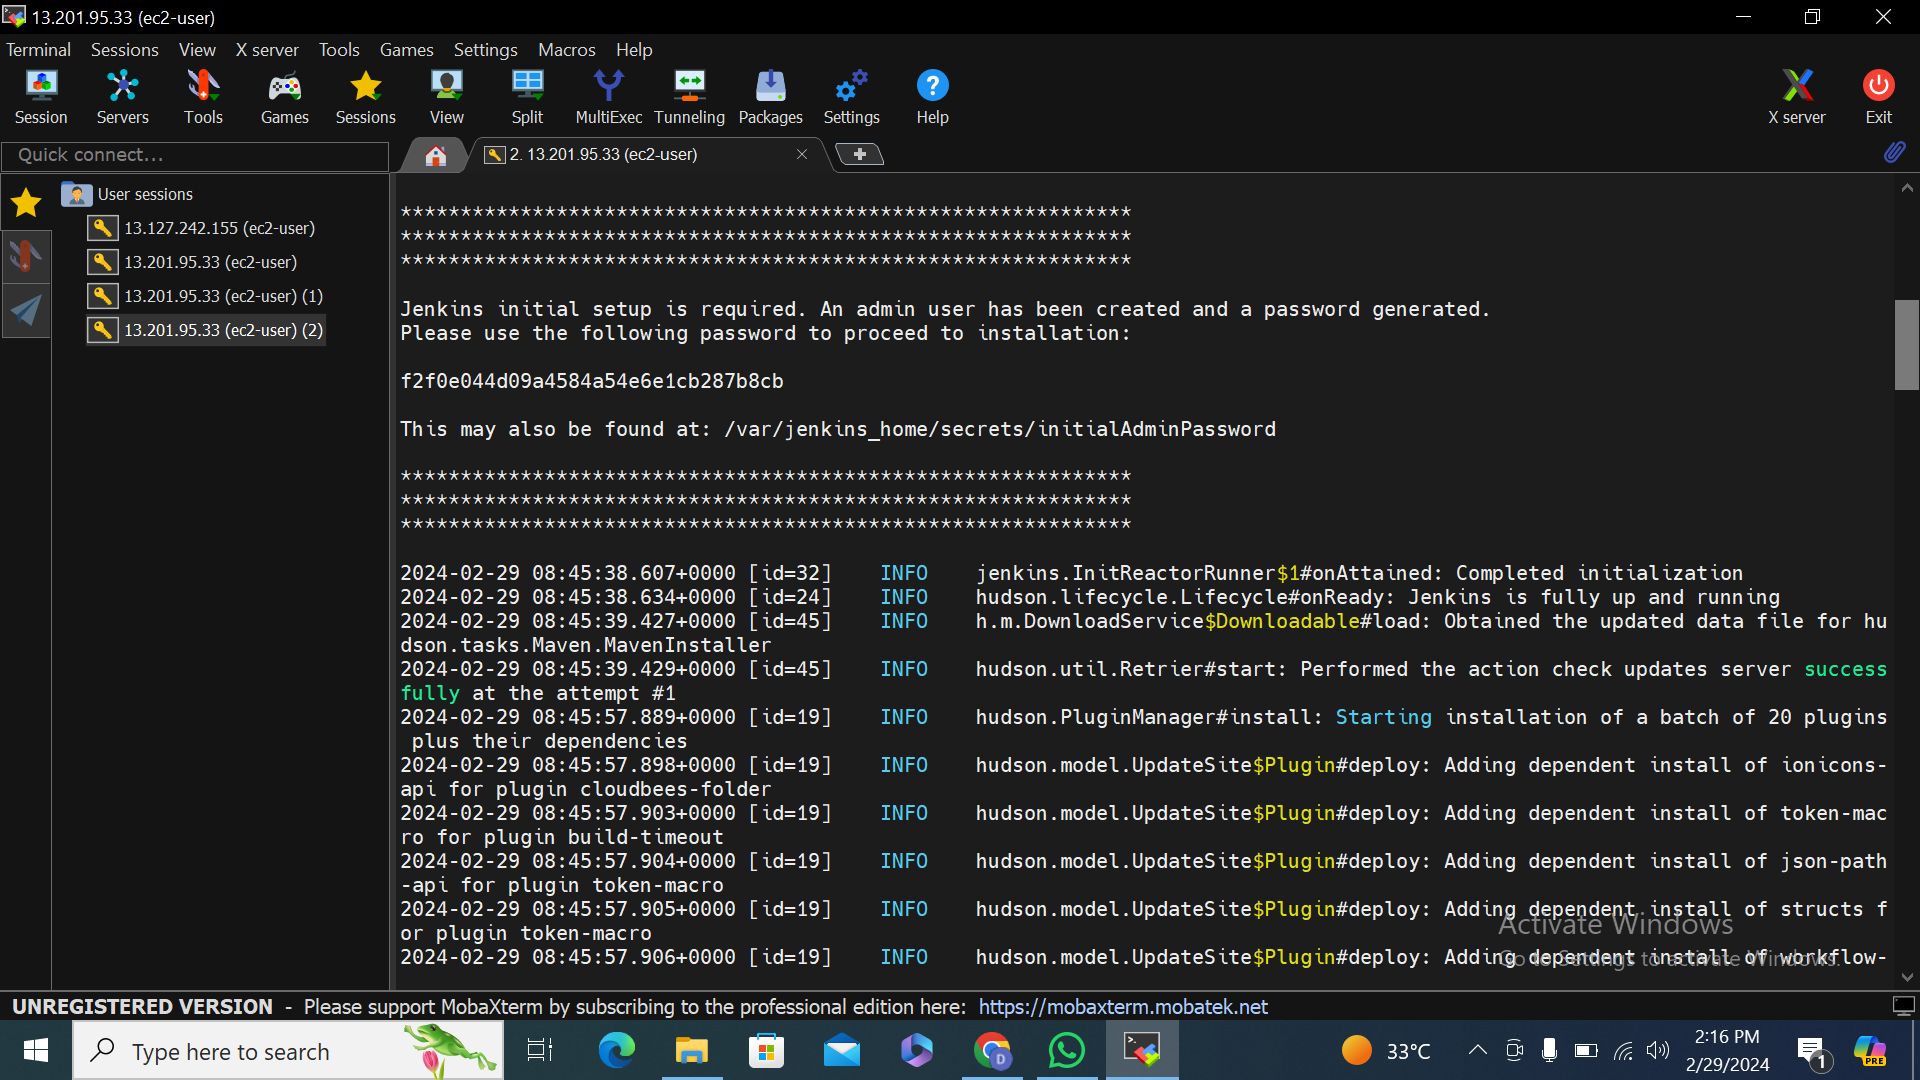 13.201.95.33 (ec2-user)
Terminal Sessions View X server Tools Games Settings Macros Help
Session Servers Tools Games Sessions View Split MultiExec Tunneling Packages Settings Help X server Exit
Quick connect...
2. 13.201.95.33 (ec2-user)
User sessions
13.127.242.155 (ec2-user)
13.201.95.33 (ec2-user)
13.201.95.33 (ec2-user) (1)
13.201.95.33 (ec2-user) (2)
*************************************************************
*************************************************************
*************************************************************
Jenkins initial setup is required. An admin user has been created and a password generated.
Please use the following password to proceed to installation:
f2f0e044d09a4584a54e6e1cb287b8cb
This may also be found at: /var/jenkins_home/secrets/initialAdminPassword
*************************************************************
*************************************************************
*************************************************************
2024-02-29 08:45:38.607+0000 [id=32]    INFO    jenkins.InitReactorRunner$1#onAttained: Completed initialization
2024-02-29 08:45:38.634+0000 [id=24]    INFO    hudson.lifecycle.Lifecycle#onReady: Jenkins is fully up and running
2024-02-29 08:45:39.427+0000 [id=45]    INFO    h.m.DownloadService$Downloadable#load: Obtained the updated data file for hu
dson.tasks.Maven.MavenInstaller
2024-02-29 08:45:39.429+0000 [id=45]    INFO    hudson.util.Retrier#start: Performed the action check updates server success
fully at the attempt #1
2024-02-29 08:45:57.889+0000 [id=19]    INFO    hudson.PluginManager#install: Starting installation of a batch of 20 plugins
plus their dependencies
2024-02-29 08:45:57.898+0000 [id=19]    INFO    hudson.model.UpdateSite$Plugin#deploy: Adding dependent install of ionicons-
api for plugin cloudbees-folder
2024-02-29 08:45:57.903+0000 [id=19]    INFO    hudson.model.UpdateSite$Plugin#deploy: Adding dependent install of token-mac
ro for plugin build-timeout
2024-02-29 08:45:57.904+0000 [id=19]    INFO    hudson.model.UpdateSite$Plugin#deploy: Adding dependent install of json-path
-api for plugin token-macro
2024-02-29 08:45:57.905+0000 [id=19]    INFO    hudson.model.UpdateSite$Plugin#deploy: Adding dependent install of structs f
or plugin token-macro
2024-02-29 08:45:57.906+0000 [id=19]    INFO    hudson.model.UpdateSite$Plugin#deploy: Adding dependent install of workflow-
Activate Windows
Go to Settings to activate Windows.
UNREGISTERED VERSION - Please support MobaXterm by subscribing to the professional edition here: https://mobaxterm.mobatek.net
Type here to search
D
33°C
2:16 PM
2/29/2024
1
PRE